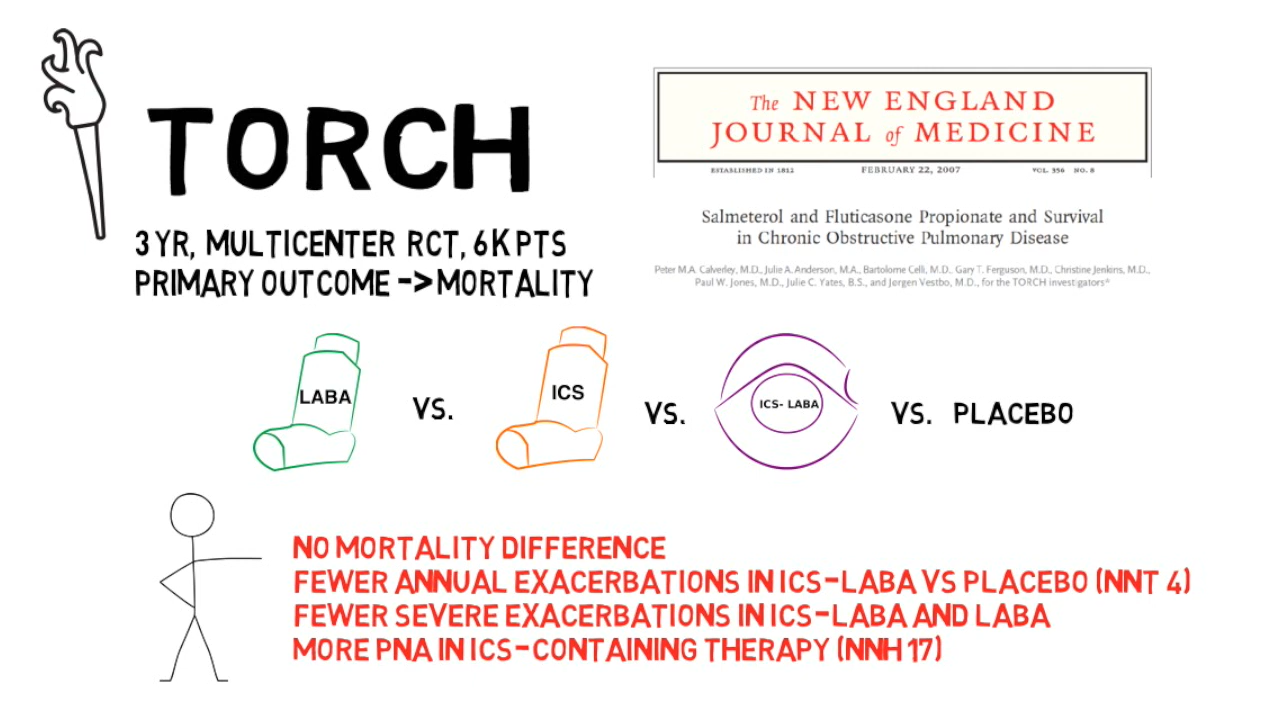 TORCH
3 YR, MULTICENTER RCT, 6K PTS
PRIMARY OUTCOME -> MORTALITY
The NEW ENGLAND
JOURNAL of MEDICINE
ESTABLISHED IN 1812 FEBRUARY 22, 2007 VOL. 356 NO. 8
Salmeterol and Fluticasone Propionate and Survival
in Chronic Obstructive Pulmonary Disease
Peter M.A. Calverley, M.D., Julie A. Anderson, M.A., Bartolome Celli, M.D., Gary T. Ferguson, M.D., Christine Jenkins, M.D.,
Paul W. Jones, M.D., Julie C. Yates, B.S., and Jørgen Vestbo, M.D., for the TORCH investigators*
LABA VS. ICS VS. ICS- LABA VS. PLACEBO
NO MORTALITY DIFFERENCE
FEWER ANNUAL EXACERBATIONS IN ICS-LABA VS PLACEBO (NNT 4)
FEWER SEVERE EXACERBATIONS IN ICS-LABA AND LABA
MORE PNA IN ICS-CONTAINING THERAPY (NNH 17)